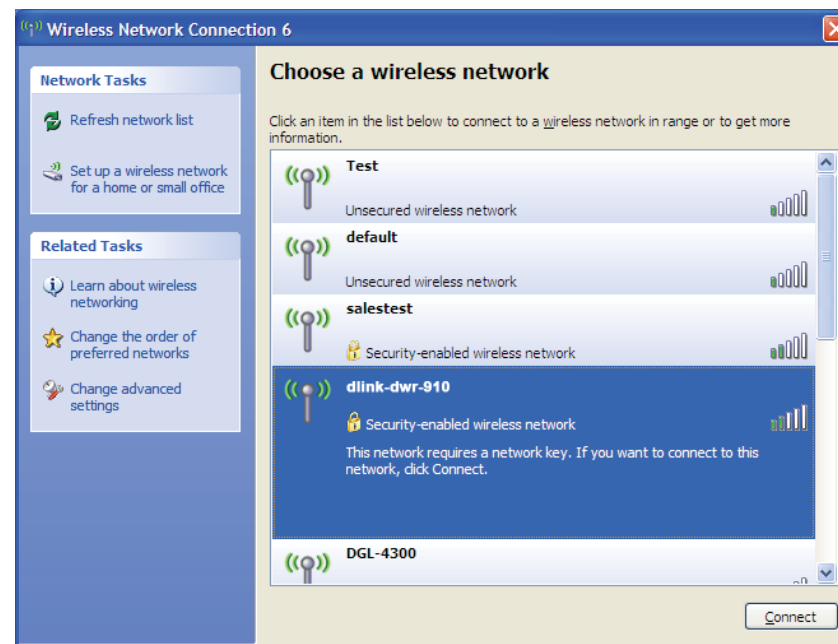 Wireless Network Connection 6
Network Tasks
Refresh network list
Set up a wireless network
for a home or small office
Related Tasks
Learn about wireless
networking
Change the order of
preferred networks
Change advanced
settings
Choose a wireless network
Click an item in the list below to connect to a wireless network in range or to get more
information.
Test
Unsecured wireless network
default
Unsecured wireless network
salestest
Security-enabled wireless network
dlink-dwr-910
Security-enabled wireless network
This network requires a network key. If you want to connect to this
network, click Connect.
DGL-4300
Connect